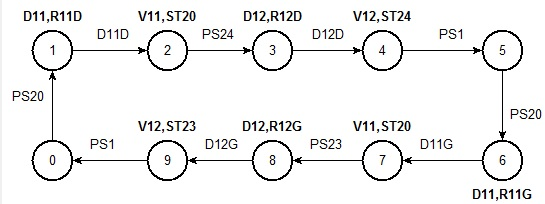 D11,R11D V11,ST20 D12,R12D V12,ST24
1 D11D 2 PS24 3 D12D 4 PS1 5
PS20 PS20
V12,ST23 D12,R12G V11,ST20
0 PS1 9 D12G 8 PS23 7 D11G 6
D11,R11G